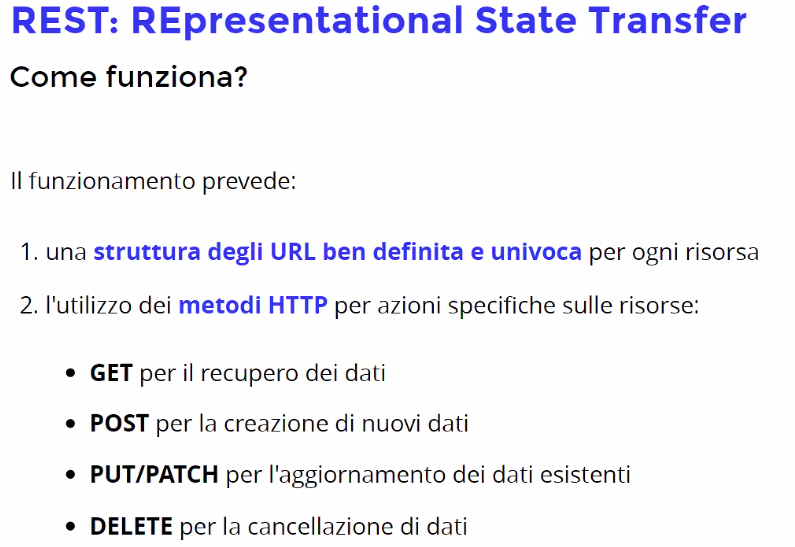 REST: REpresentational State Transfer
Come funziona?
Il funzionamento prevede:
1. una struttura degli URL ben definita e univoca per ogni risorsa
2. l'utilizzo dei metodi HTTP per azioni specifiche sulle risorse:
• GET per il recupero dei dati
• POST per la creazione di nuovi dati
• PUT/PATCH per l'aggiornamento dei dati esistenti
• DELETE per la cancellazione di dati